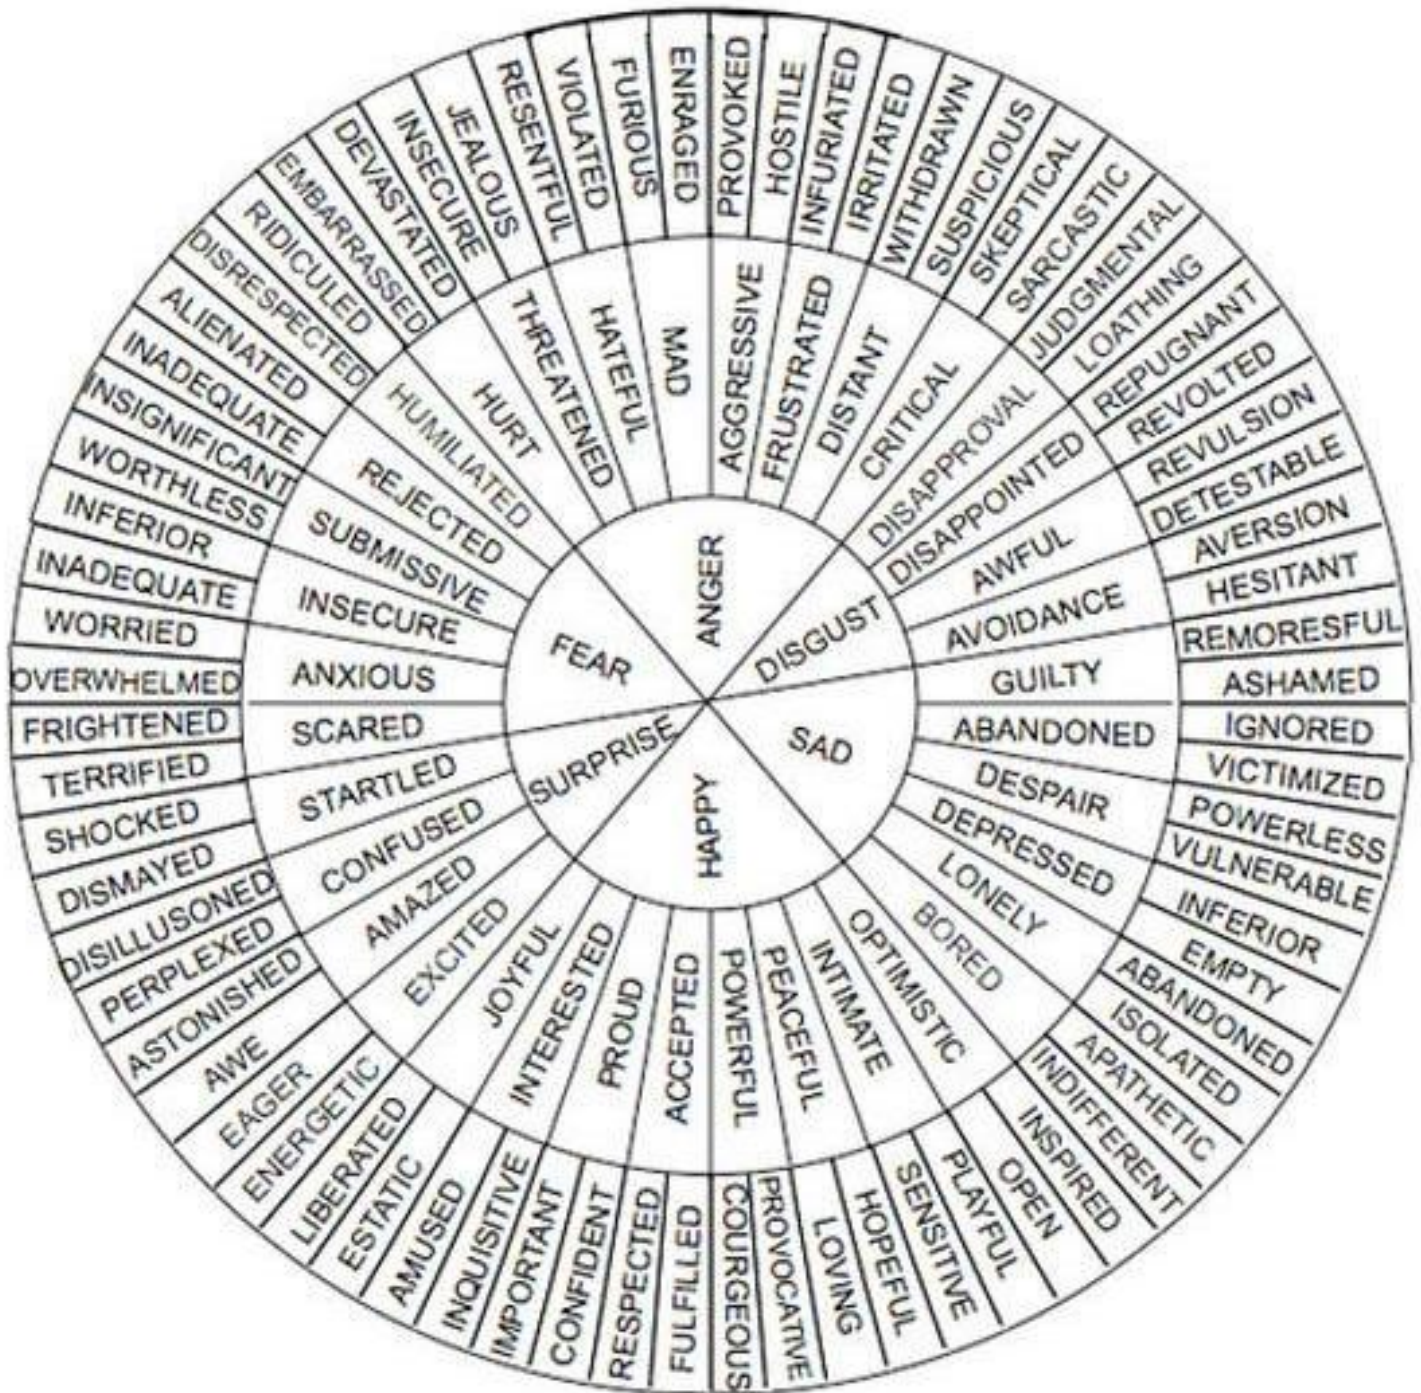 ANGER
DISGUST
SAD
HAPPY
SURPRISE
FEAR
MAD
AGGRESSIVE
FRUSTRATED
DISTANT
CRITICAL
DISAPPROVAL
DISAPPOINTED
AWFUL
AVOIDANCE
GUILTY
ABANDONED
DESPAIR
DEPRESSED
LONELY
BORED
OPTIMISTIC
INTIMATE
PEACEFUL
POWERFUL
ACCEPTED
PROUD
INTERESTED
JOYFUL
EXCITED
AMAZED
CONFUSED
STARTLED
SCARED
ANXIOUS
INSECURE
SUBMISSIVE
REJECTED
HUMILIATED
HURT
THREATENED
HATEFUL
ENRAGED
PROVOKED
HOSTILE
INFURIATED
IRRITATED
WITHDRAWN
SUSPICIOUS
SKEPTICAL
SARCASTIC
JUDGMENTAL
LOATHING
REPUGNANT
REVOLTED
REVULSION
DETESTABLE
AVERSION
HESITANT
REMORESFUL
ASHAMED
IGNORED
VICTIMIZED
POWERLESS
VULNERABLE
INFERIOR
EMPTY
ABANDONED
ISOLATED
APATHETIC
INDIFFERENT
INSPIRED
OPEN
PLAYFUL
SENSITIVE
HOPEFUL
LOVING
PROVOCATIVE
COURGEOUS
FULFILLED
RESPECTED
CONFIDENT
IMPORTANT
INQUISITIVE
AMUSED
ESTATIC
LIBERATED
ENERGETIC
EAGER
AWE
ASTONISHED
PERPLEXED
DISILLUSONED
DISMAYED
SHOCKED
TERRIFIED
FRIGHTENED
OVERWHELMED
WORRIED
INADEQUATE
INFERIOR
WORTHLESS
INSIGNIFICANT
INADEQUATE
ALIENATED
DISRESPECTED
RIDICULED
EMBARRASSED
DEVASTATED
INSECURE
JEALOUS
RESENTFUL
VIOLATED
FURIOUS